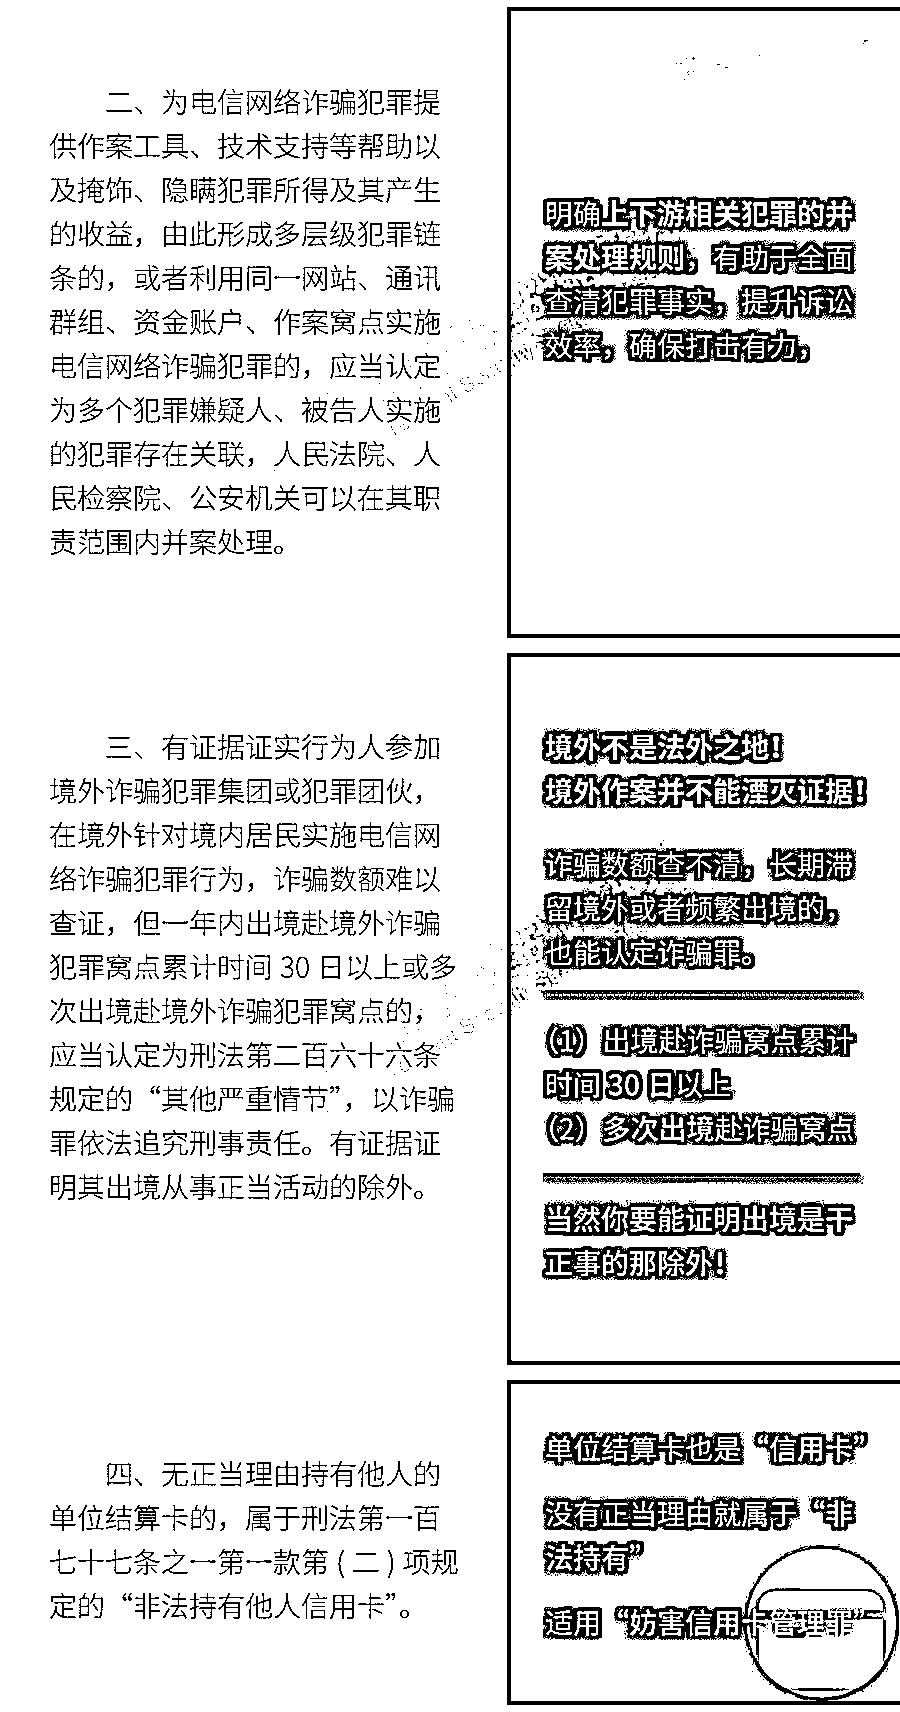 二、为电信网络诈骗犯罪提
供作案工具、技术支持等帮助以
及掩饰、隐瞒犯罪所得及其产生
的收益，由此形成多层级犯罪链
条的，或者利用同一网站、通讯
群组、资金账户、作案窝点实施
电信网络诈骗犯罪的，应当认定
为多个犯罪嫌疑人、被告人实施
的犯罪存在关联，人民法院、人
民检察院、公安机关可以在其职
责范围内并案处理。
明确上下游相关犯罪的并
案处理规则，有助于全面
查清犯罪事实，提升诉讼
效率，确保打击有力，
三、有证据证实行为人参加
境外诈骗犯罪集团或犯罪团伙，
在境外针对境内居民实施电信网
络诈骗犯罪行为，诈骗数额难以
查证，但一年内出境赴境外诈骗
犯罪窝点累计时间 30 日以上或多
次出境赴境外诈骗犯罪窝点的，
应当认定为刑法第二百六十六条
规定的“其他严重情节”，以诈骗
罪依法追究刑事责任。有证据证
明其出境从事正当活动的除外。
境外不是法外之地！
境外作案并不能湮灭证据！
诈骗数额查不清，长期滞
留境外或者频繁出境的，
也能认定诈骗罪。
（1）出境赴诈骗窝点累计
时间 30 日以上
（2）多次出境赴诈骗窝点
当然你要能证明出境是干
正事的那除外！
四、无正当理由持有他人的
单位结算卡的，属于刑法第一百
七十七条之一第一款第 ( 二 ) 项规
定的“非法持有他人信用卡”。
单位结算卡也是“信用卡”
没有正当理由就属于“非
法持有”
适用“妨害信用卡管理罪”